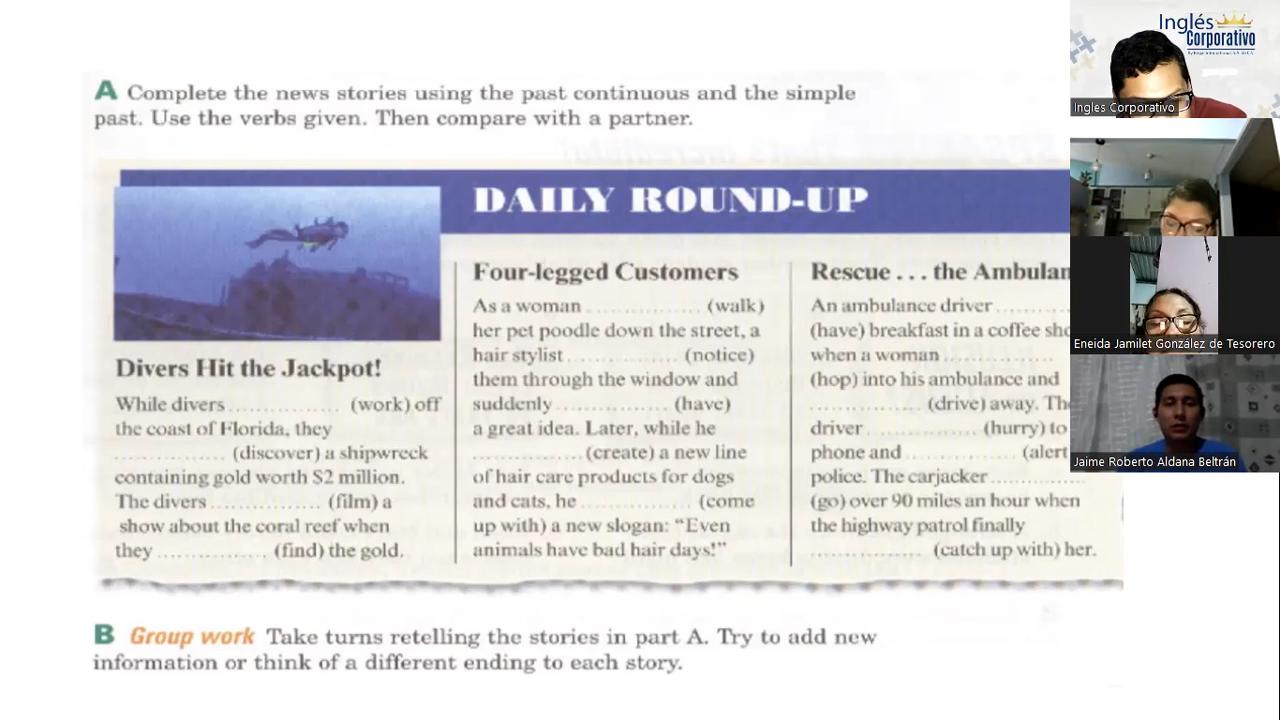 A Complete the news stories using the past continuous and the simple
past. Use the verbs given. Then compare with a partner.
DAILY ROUND-UP
Divers Hit the Jackpot!
While divers .............. (work) off
the coast of Florida, they
.............. (discover) a shipwreck
containing gold worth $2 million.
The divers .............. (film) a
show about the coral reef when
they .............. (find) the gold.
Four-legged Customers
As a woman .............. (walk)
her pet poodle down the street, a
hair stylist .............. (notice)
them through the window and
suddenly .............. (have)
a great idea. Later, while he
.............. (create) a new line
of hair care products for dogs
and cats, he .............. (come
up with) a new slogan: “Even
animals have bad hair days!”
Rescue . . . the Ambulan
An ambulance driver ..........
(have) breakfast in a coffee sho
when a woman ..............
(hop) into his ambulance and
.............. (drive) away. Th
driver .............. (hurry) to
phone and .............. (alert
police. The carjacker ............
(go) over 90 miles an hour when
the highway patrol finally
.............. (catch up with) her.
B Group work Take turns retelling the stories in part A. Try to add new
information or think of a different ending to each story.
Inglés
Corporativo
Ingles Corporativo
Eneida Jamilet González de Tesorero
Jaime Roberto Aldana Beltrán